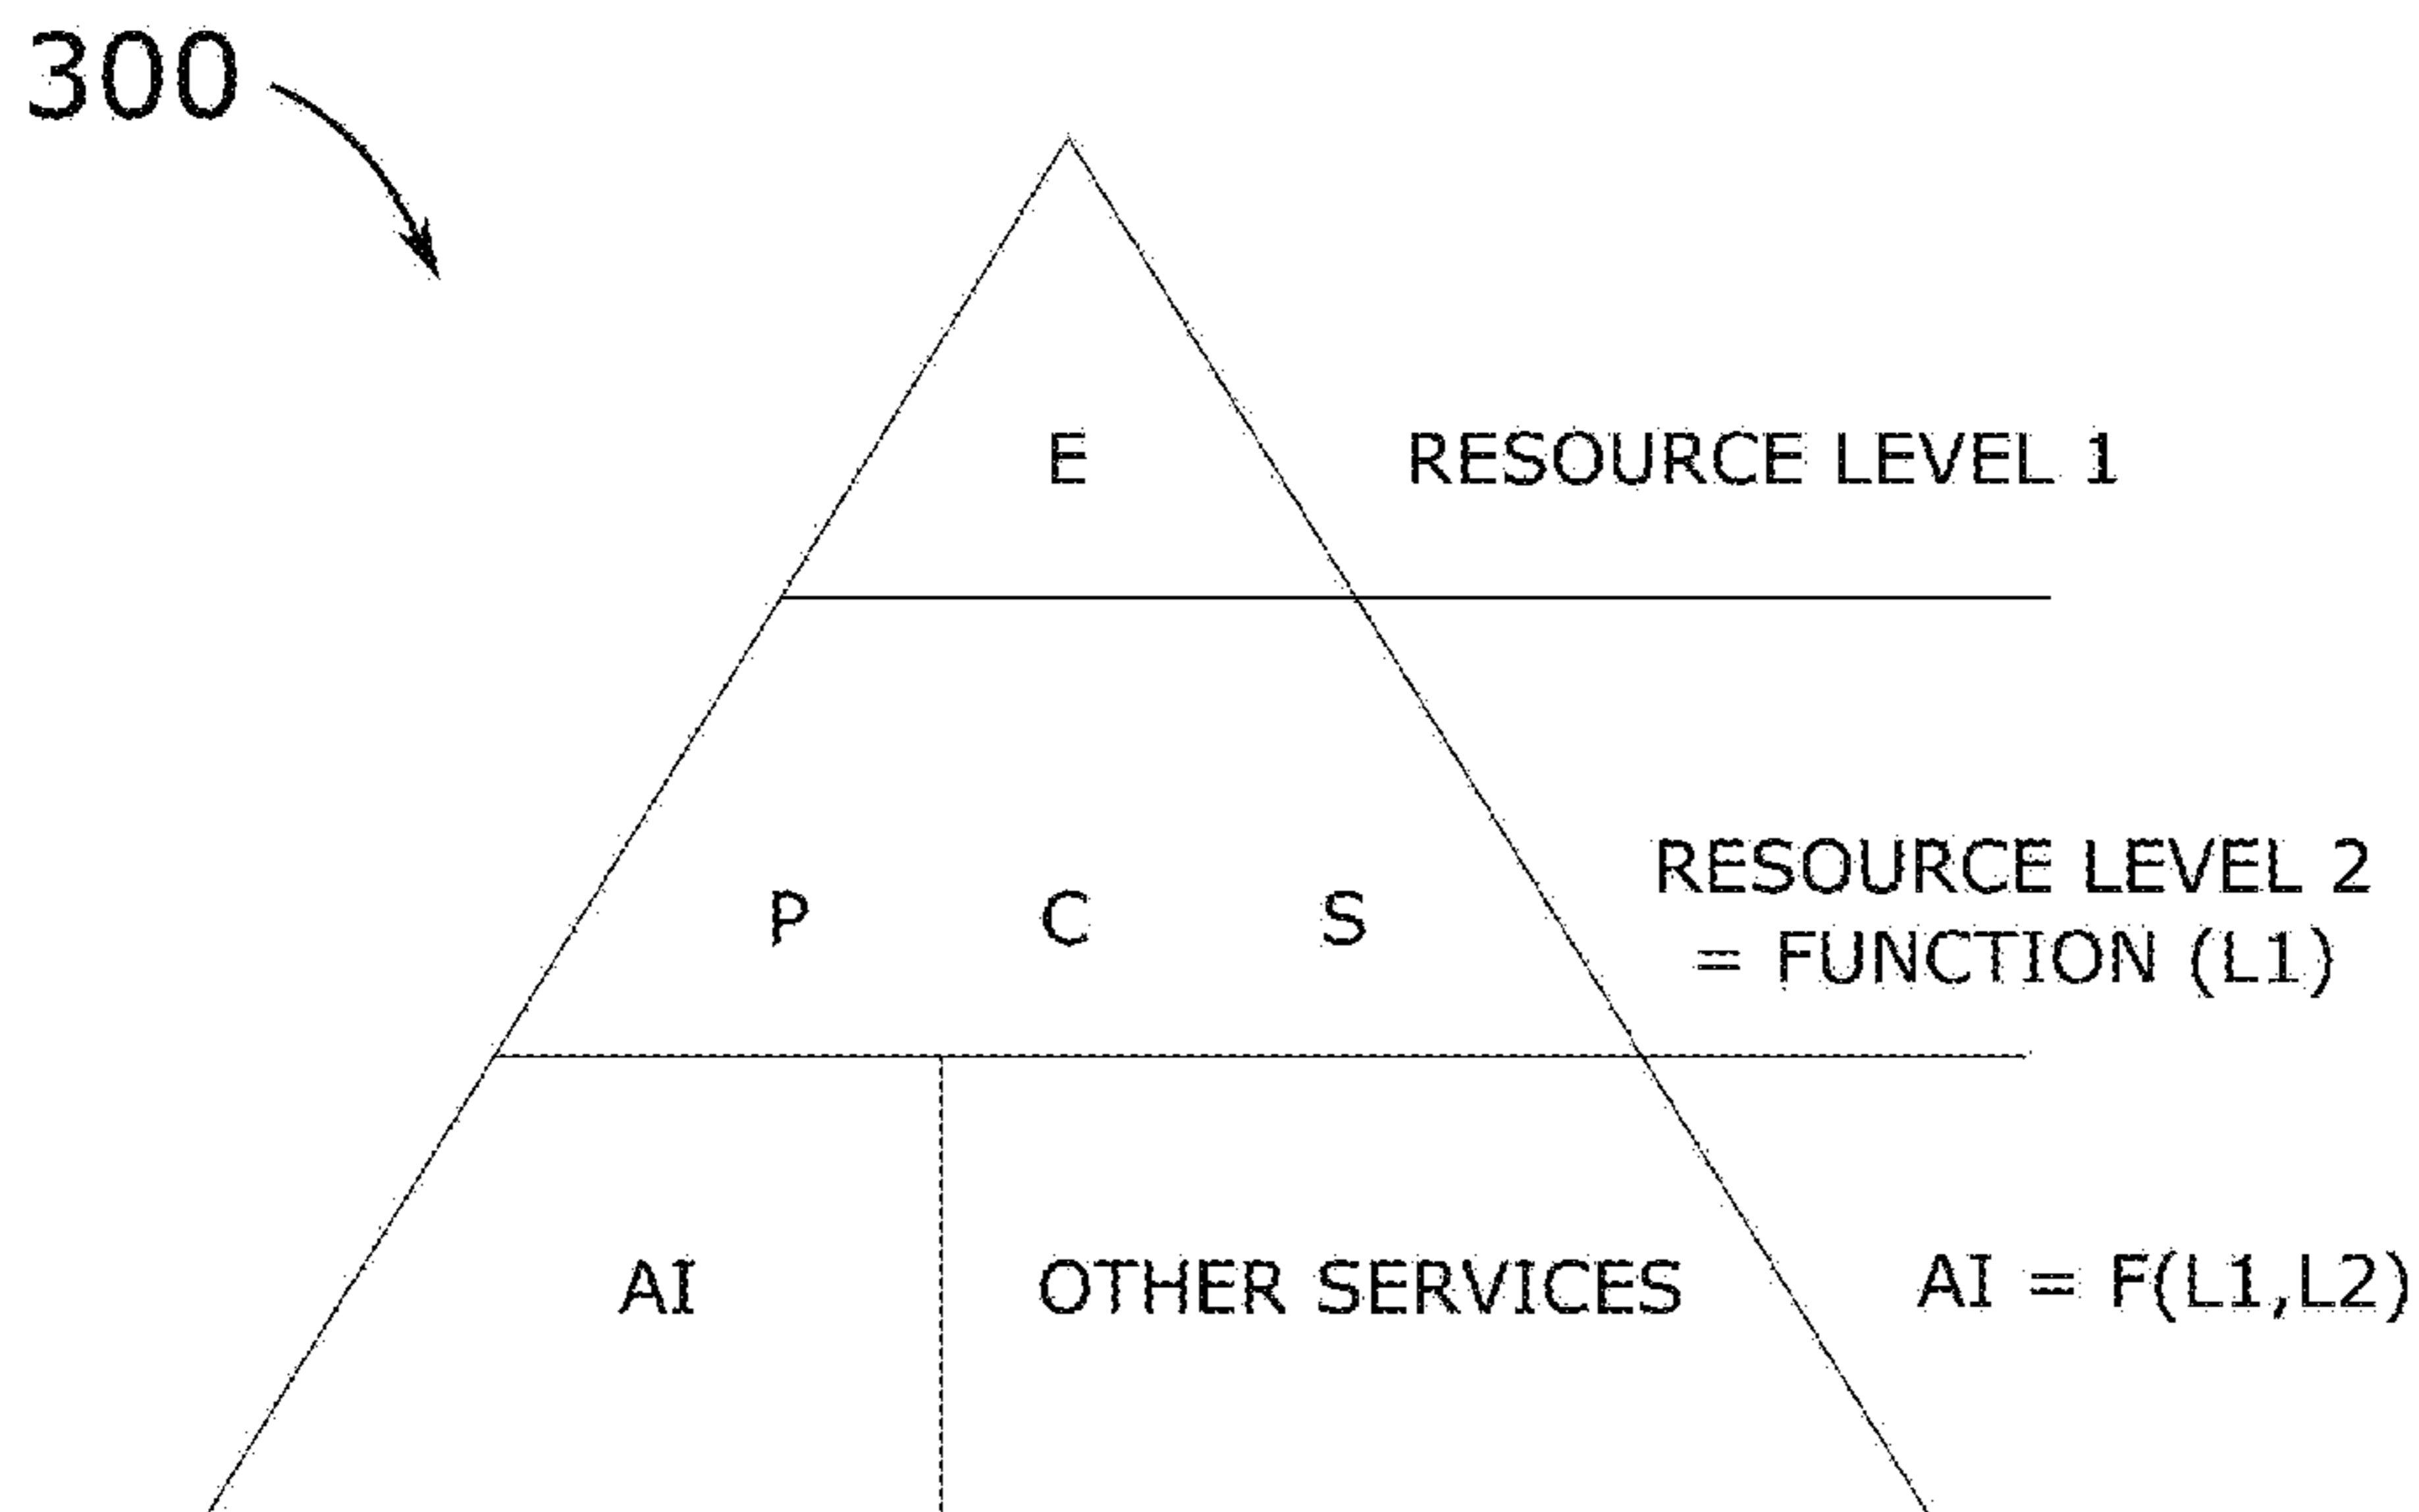 300
E
RESOURCE LEVEL 1
P C S
RESOURCE LEVEL 2
= FUNCTION (L1)
AI
OTHER SERVICES
AI = F(L1,L2)